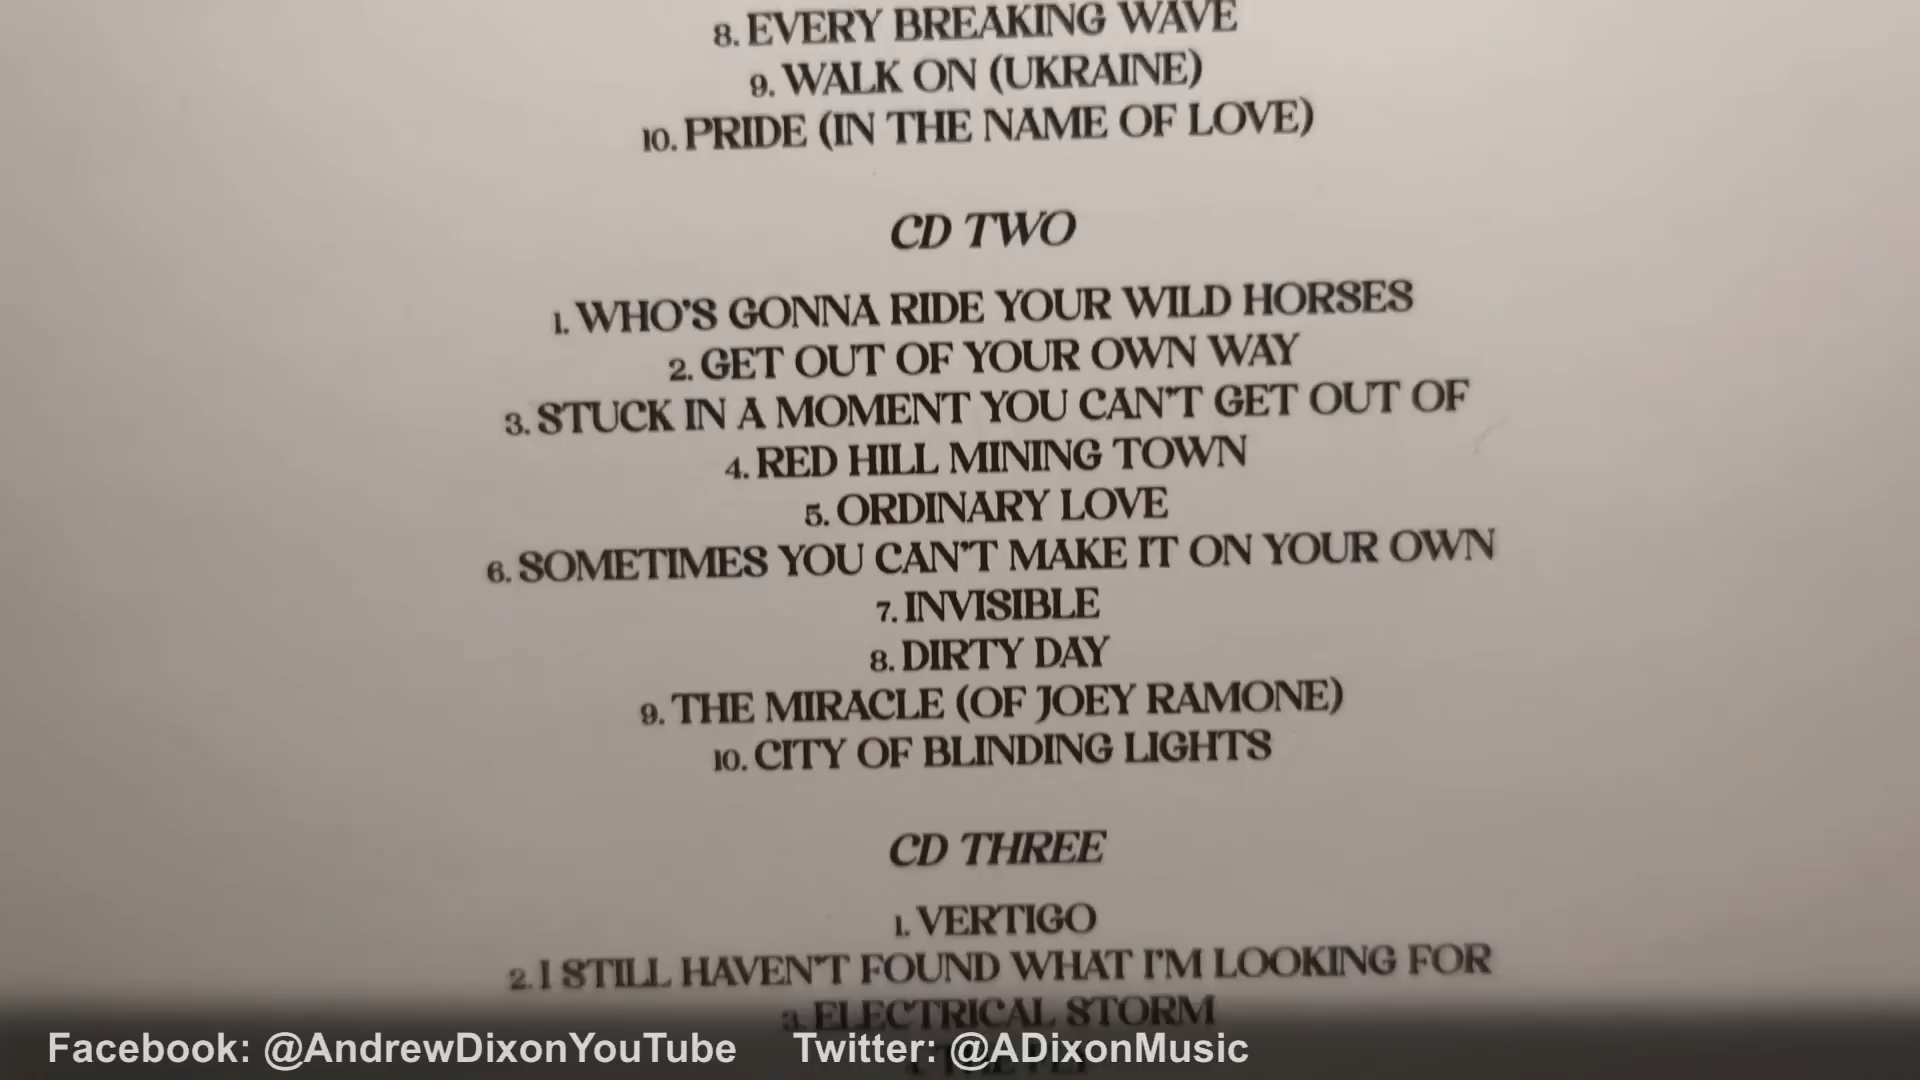 8. EVERY BREAKING WAVE
9. WALK ON (UKRAINE)
10. PRIDE (IN THE NAME OF LOVE)
CD TWO
1. WHO'S GONNA RIDE YOUR WILD HORSES
2. GET OUT OF YOUR OWN WAY
3. STUCK IN A MOMENT YOU CAN'T GET OUT OF
4. RED HILL MINING TOWN
5. ORDINARY LOVE
6. SOMETIMES YOU CAN'T MAKE IT ON YOUR OWN
7. INVISIBLE
8. DIRTY DAY
9. THE MIRACLE (OF JOEY RAMONE)
10. CITY OF BLINDING LIGHTS
CD THREE
1. VERTIGO
2. I STILL HAVEN'T FOUND WHAT I'M LOOKING FOR
3. ELECTRICAL STORM
Facebook: @AndrewDixonYouTube Twitter: @ADixonMusic